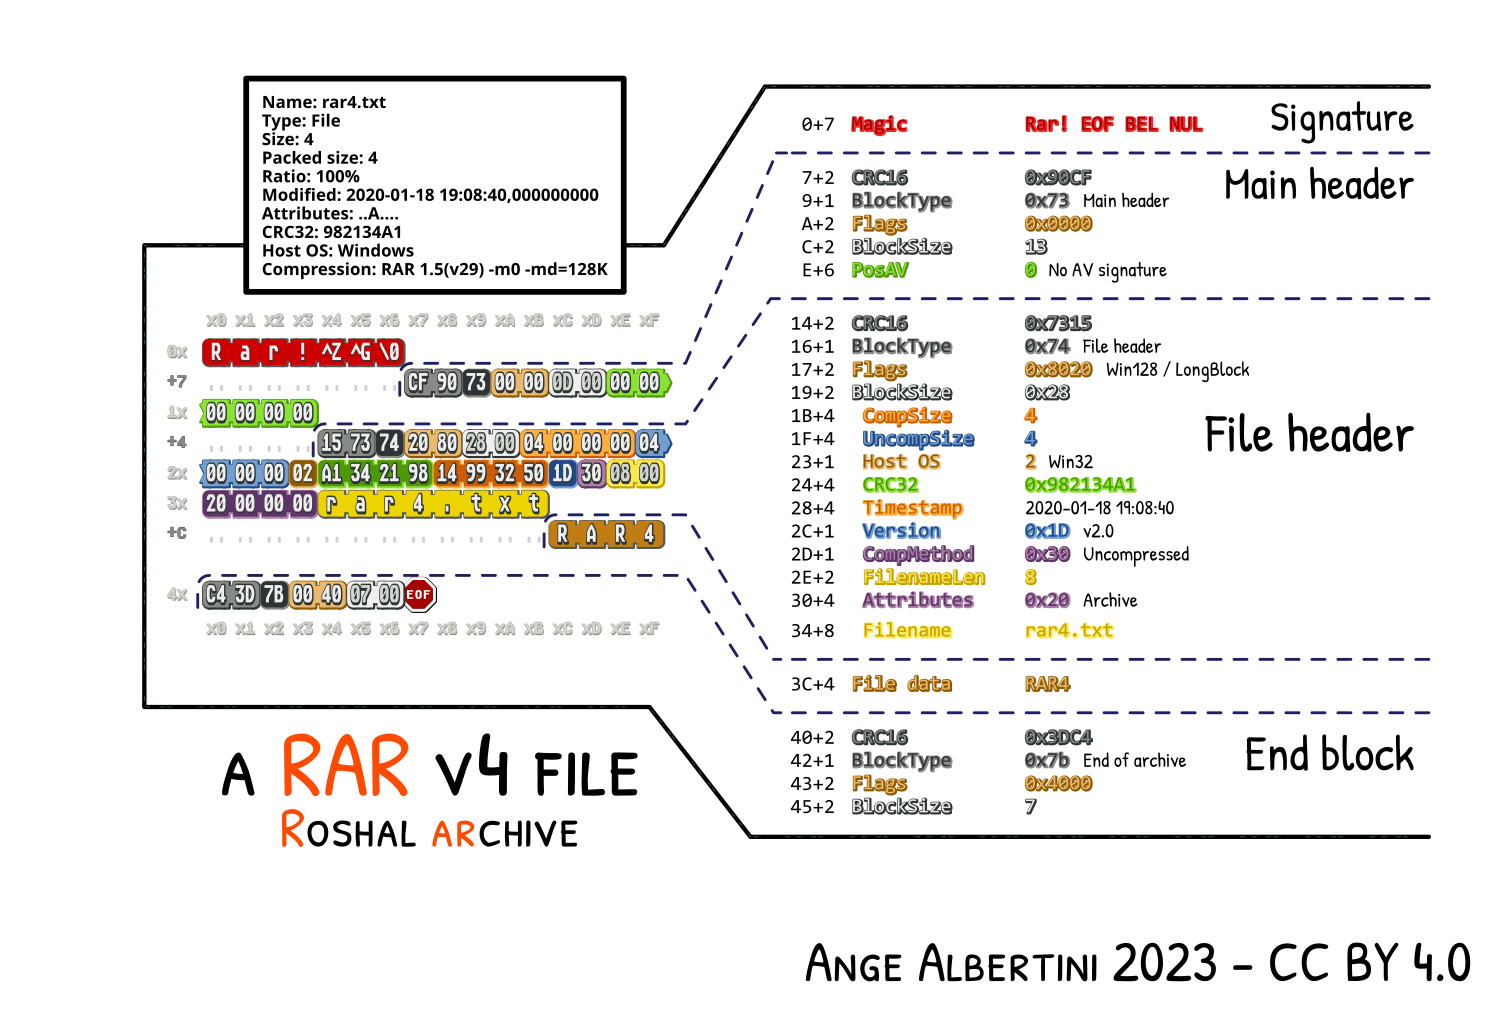 Name: rar4.txt
Type: File
Size: 4
Packed size: 4
Ratio: 100%
Modified: 2020-01-18 19:08:40,000000000
Attributes: ..A....
CRC32: 982134A1
Host OS: Windows
Compression: RAR 1.5(v29) -m0 -md=128K
x0 x1 x2 x3 x4 x5 x6 x7 x8 x9 xA xB xC xD xE xF
0x R a r ! ^Z ^G \0
+7 CF 90 73 00 00 0D 00 00 00
1x 00 00 00 00
+4 15 73 74 20 80 28 00 04 00 00 00 04
2x 00 00 00 02 A1 34 21 98 14 99 32 50 1D 30 08 00
3x 20 00 00 00 r a r 4 . t x t
+C R A R 4
4x C4 3D 7B 00 40 07 00 EOF
x0 x1 x2 x3 x4 x5 x6 x7 x8 x9 xA xB xC xD xE xF
A RAR v4 FILE
ROSHAL ARCHIVE
Signature
0+7 Magic Rar! EOF BEL NUL
Main header
7+2 CRC16 0x90CF
9+1 BlockType 0x73 Main header
A+2 Flags 0x0000
C+2 BlockSize 13
E+6 PosAV 0 No AV signature
File header
14+2 CRC16 0x7315
16+1 BlockType 0x74 File header
17+2 Flags 0x8020 Win128 / LongBlock
19+2 BlockSize 0x28
1B+4 CompSize 4
1F+4 UncompSize 4
23+1 Host OS 2 Win32
24+4 CRC32 0x982134A1
28+4 Timestamp 2020-01-18 19:08:40
2C+1 Version 0x1D v2.0
2D+1 CompMethod 0x30 Uncompressed
2E+2 FilenameLen 8
30+4 Attributes 0x20 Archive
34+8 Filename rar4.txt
3C+4 File data RAR4
End block
40+2 CRC16 0x3DC4
42+1 BlockType 0x7b End of archive
43+2 Flags 0x4000
45+2 BlockSize 7
ANGE ALBERTINI 2023 - CC BY 4.0